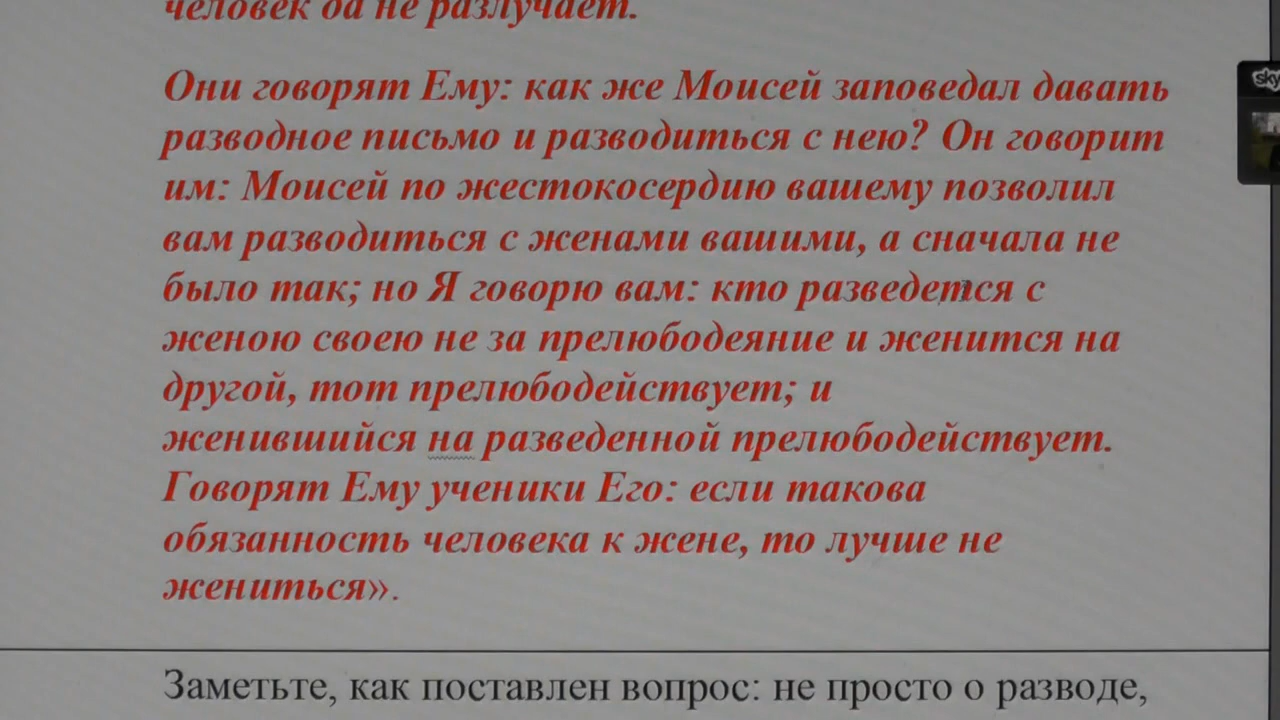 человек да не разлучает.
Они говорят Ему: как же Моисей заповедал давать
разводное письмо и разводиться с нею? Он говорит
им: Моисей по жестокосердию вашему позволил
вам разводиться с женами вашими, а сначала не
было так; но Я говорю вам: кто разведется с
женою своею не за прелюбодеяние и женится на
другой, тот прелюбодействует; и
женившийся на разведенной прелюбодействует.
Говорят Ему ученики Его: если такова
обязанность человека к жене, то лучше не
жениться».
Заметьте, как поставлен вопрос: не просто о разводе,